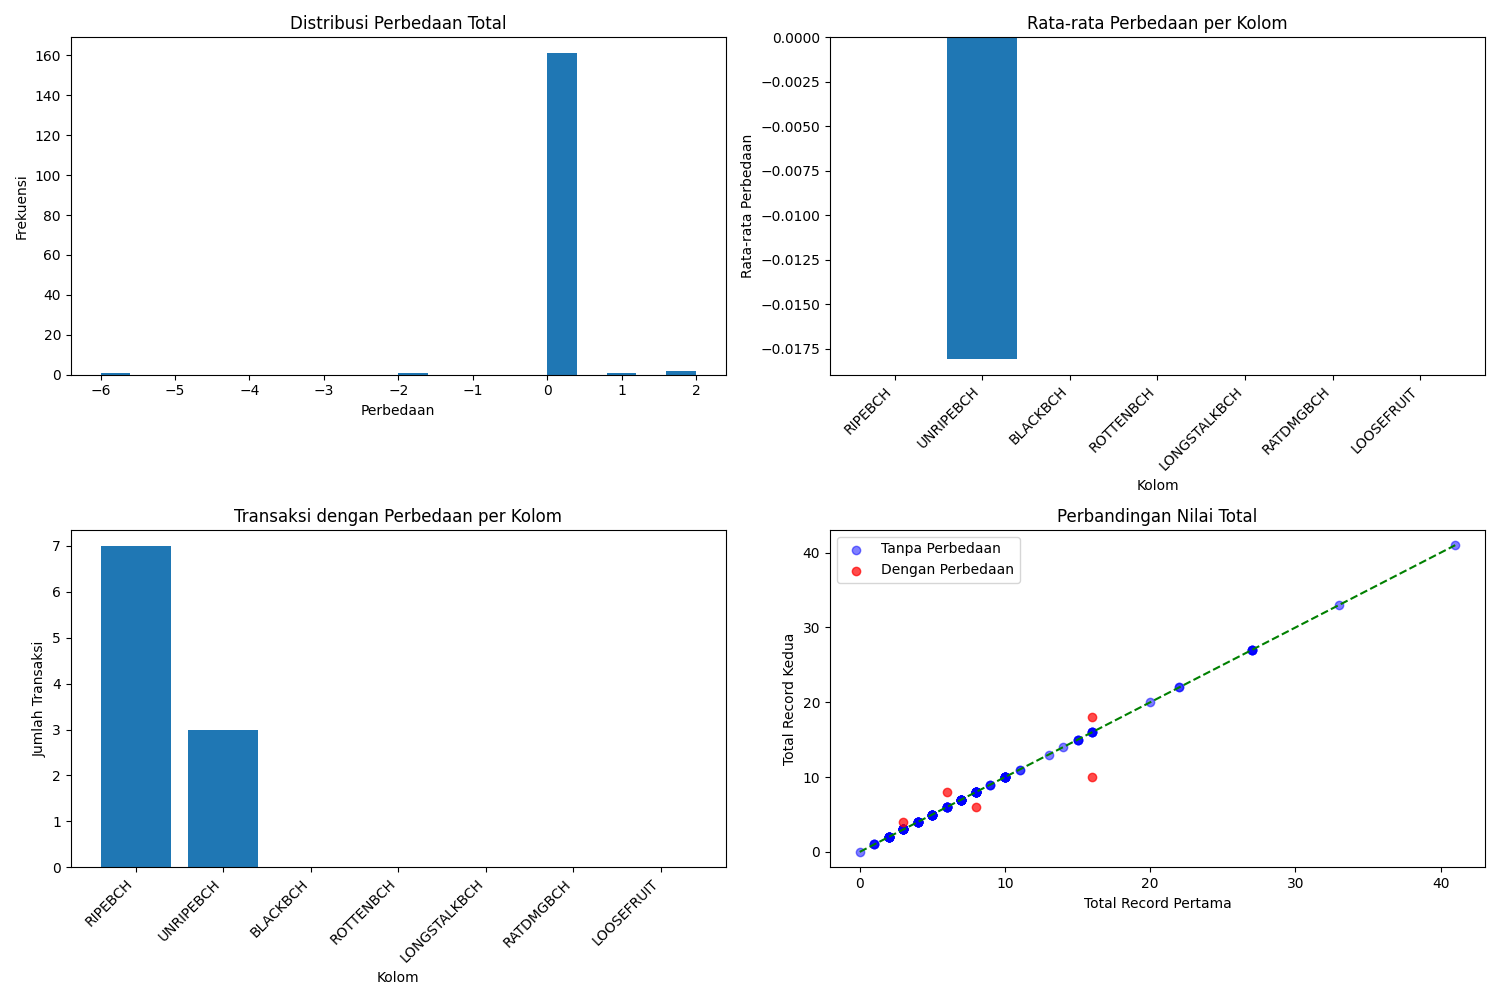 Distribusi Perbedaan Total
Frekuensi
160
140
120
100
80
60
40
20
0
−6 −5 −4 −3 −2 −1 0 1 2
Perbedaan
Rata-rata Perbedaan per Kolom
Rata-rata Perbedaan
0.0000
−0.0025
−0.0050
−0.0075
−0.0100
−0.0125
−0.0150
−0.0175
RIPEBCH
UNRIPEBCH
BLACKBCH
ROTTENBCH
LONGSTALKBCH
RATDMGBCH
LOOSEFRUIT
Kolom
Transaksi dengan Perbedaan per Kolom
Jumlah Transaksi
7
6
5
4
3
2
1
0
RIPEBCH
UNRIPEBCH
BLACKBCH
ROTTENBCH
LONGSTALKBCH
RATDMGBCH
LOOSEFRUIT
Kolom
Perbandingan Nilai Total
Tanpa Perbedaan
Dengan Perbedaan
Total Record Kedua
40
30
20
10
0
0 10 20 30 40
Total Record Pertama